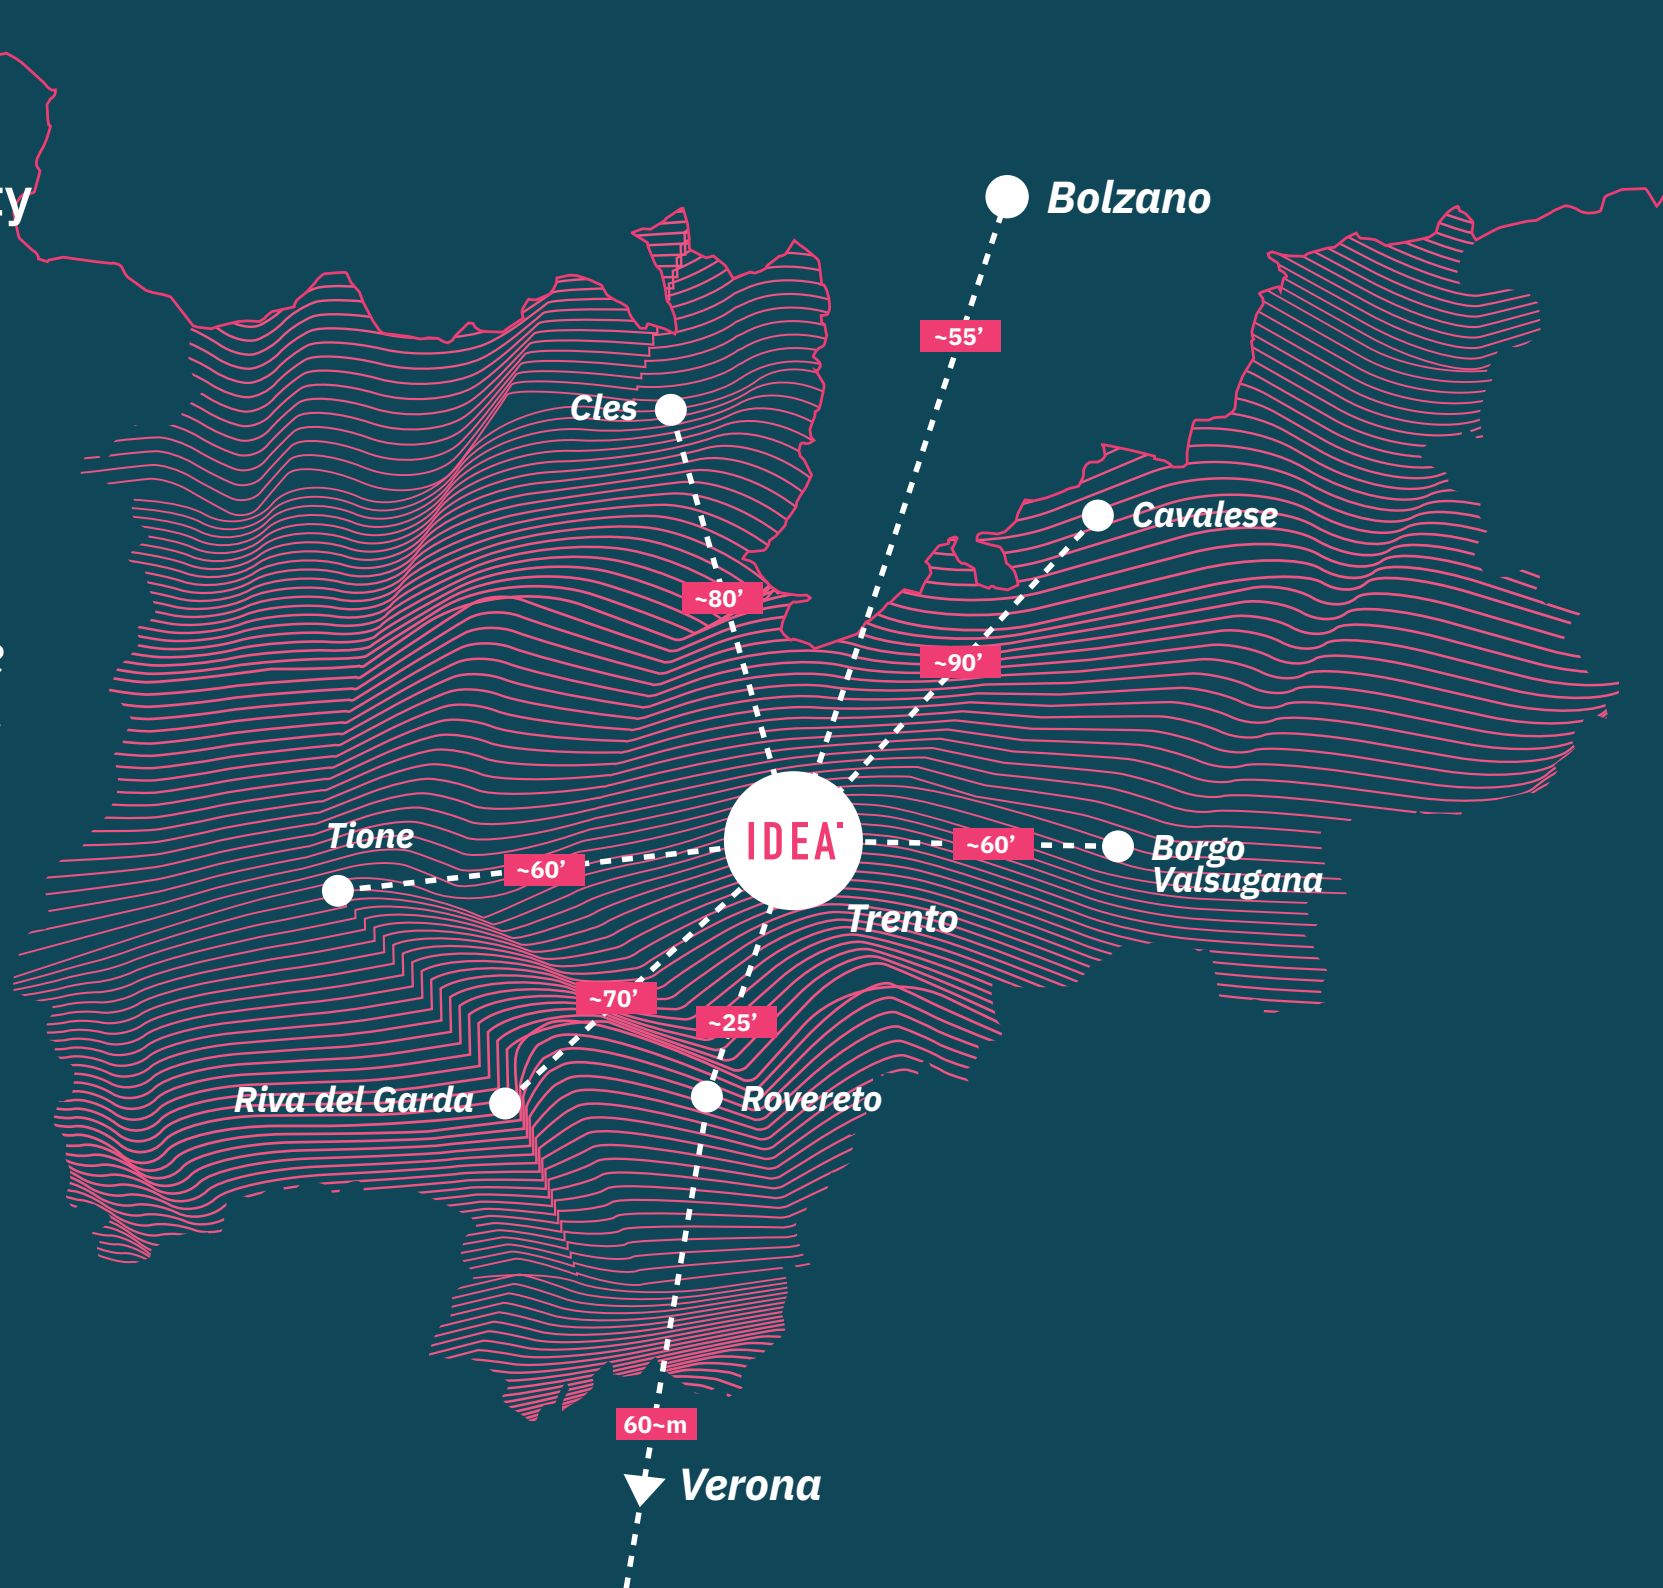 ty
Bolzano
~55’
Cles
Cavalese
~80’
~90’
Tione
IDEA
~60’
~60’
Borgo
Valsugana
Trento
~70’
~25’
Riva del Garda
Rovereto
60~m
Verona